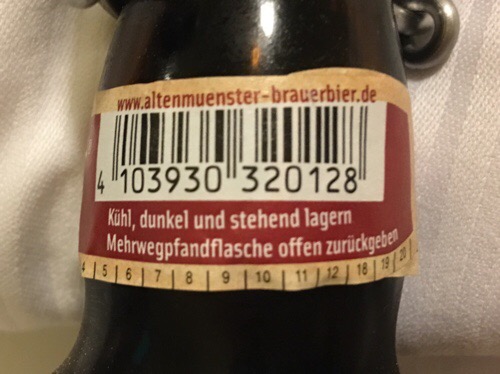 www.altenmuenster-brauerbier.de
4 103930 320128
Kühl, dunkel und stehend lagern
Mehrwegpfandflasche offen zurückgeben
4 5 6 7 8 9 10 11 12 18 19 20